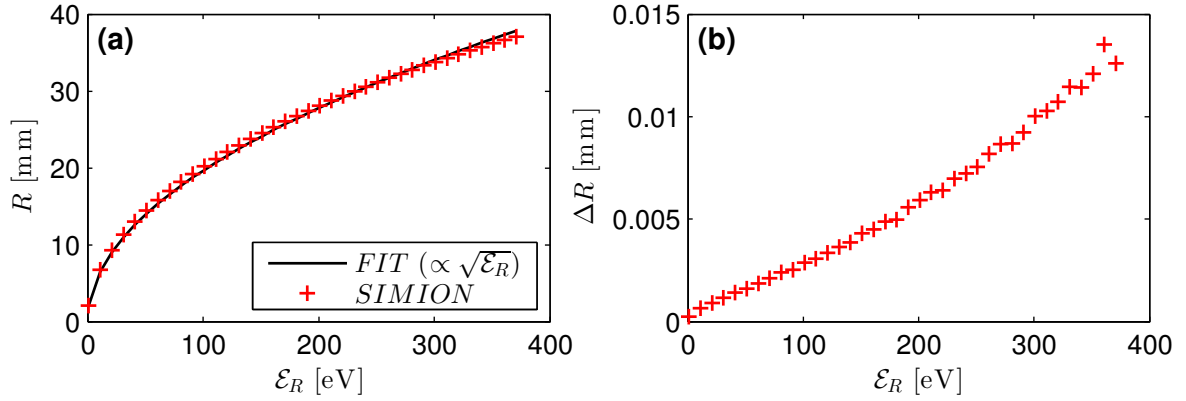 (a)
R [mm]
40
30
20
10
0
0 100 200 300 400
ℰ_R [eV]
FIT (∝ √ℰ_R)
SIMION
(b)
ΔR [mm]
0.015
0.01
0.005
0
0 100 200 300 400
ℰ_R [eV]